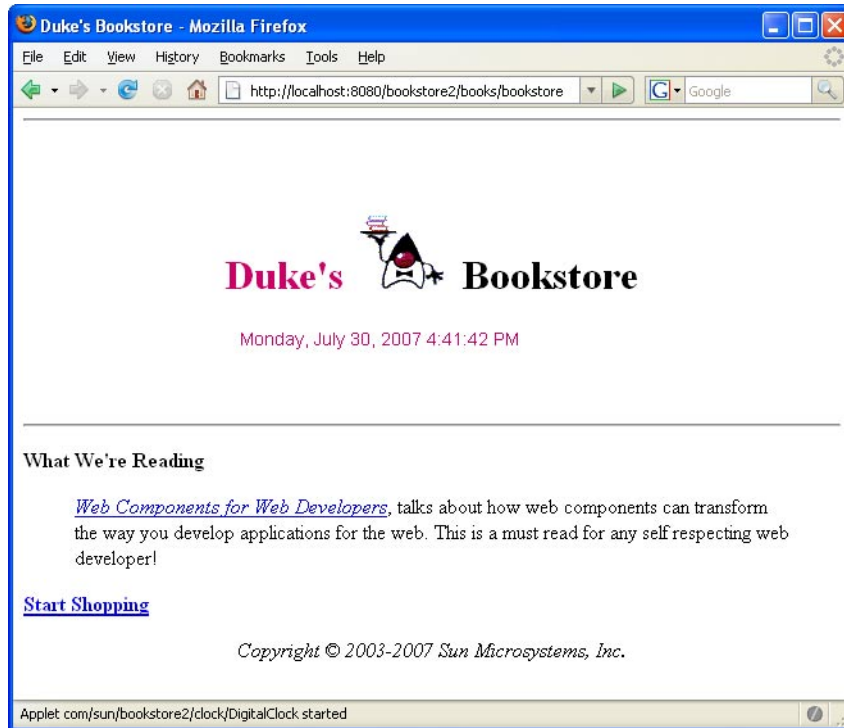 Duke's Bookstore - Mozilla Firefox
File Edit View History Bookmarks Tools Help
http://localhost:8080/bookstore2/books/bookstore G Google
Duke's Bookstore
Monday, July 30, 2007 4:41:42 PM
What We're Reading
Web Components for Web Developers, talks about how web components can transform
the way you develop applications for the web. This is a must read for any self respecting web
developer!
Start Shopping
Copyright © 2003-2007 Sun Microsystems, Inc.
Applet com/sun/bookstore2/clock/DigitalClock started